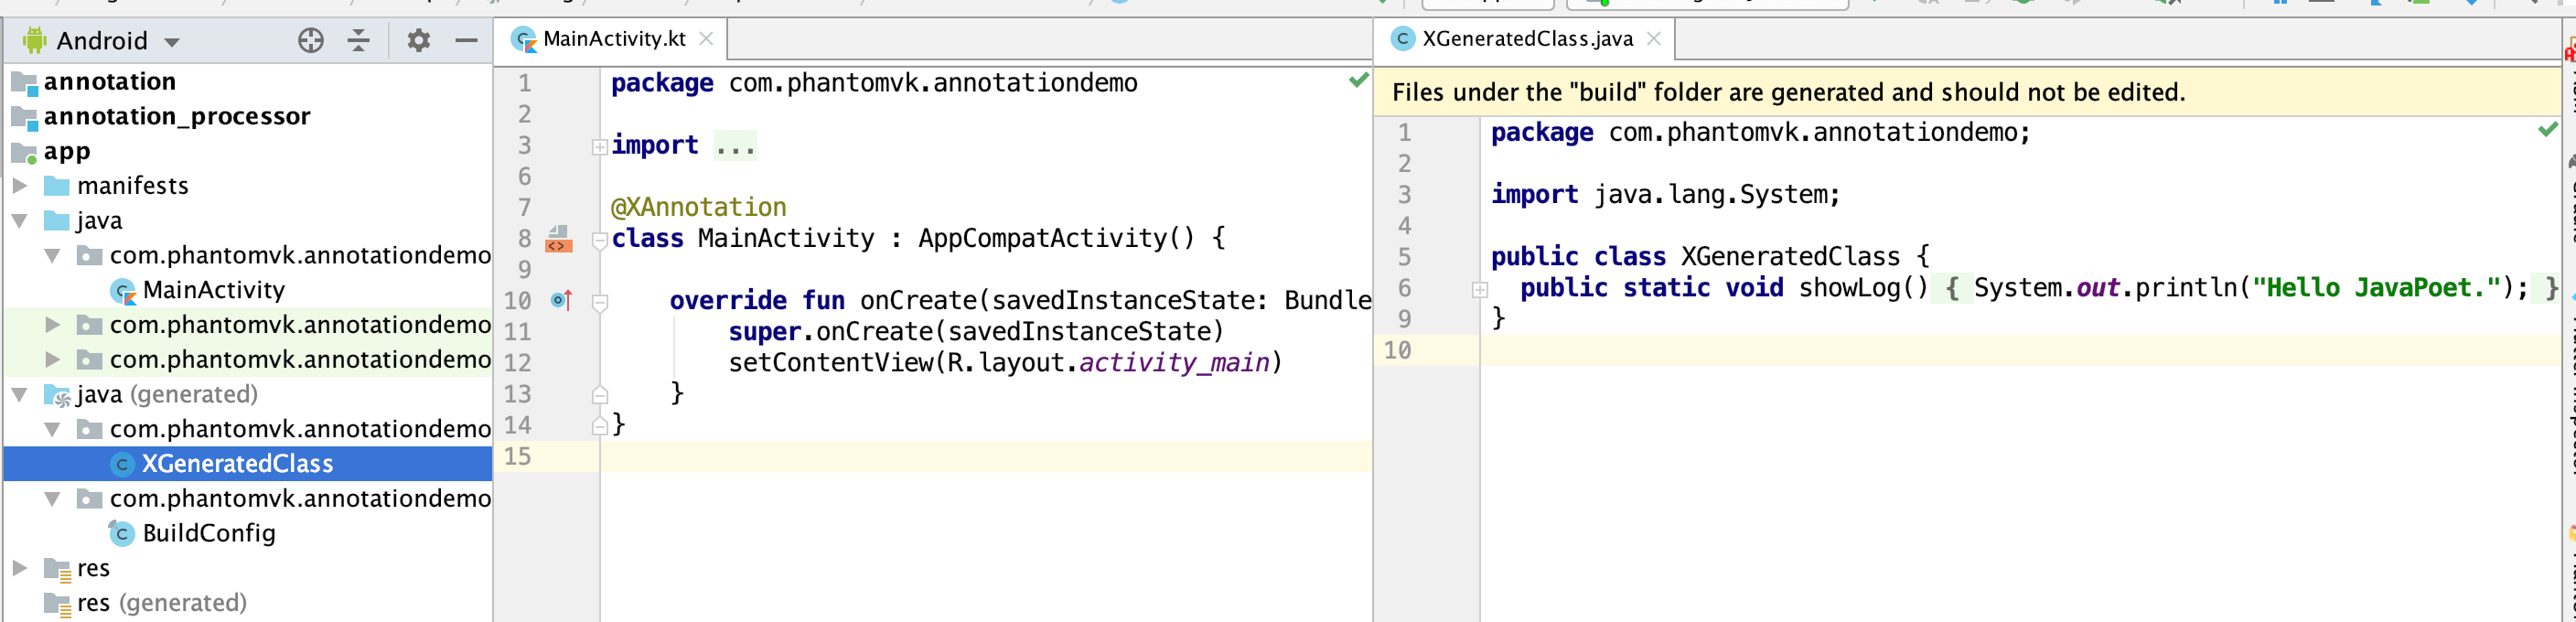 Android
annotation
annotation_processor
app
manifests
java
com.phantomvk.annotationdemo
MainActivity
com.phantomvk.annotationdemo
com.phantomvk.annotationdemo
java (generated)
com.phantomvk.annotationdemo
XGeneratedClass
com.phantomvk.annotationdemo
BuildConfig
res
res (generated)
MainActivity.kt
1 package com.phantomvk.annotationdemo
2
3 import ...
6
7 @XAnnotation
8 class MainActivity : AppCompatActivity() {
9
10 override fun onCreate(savedInstanceState: Bundle
11 super.onCreate(savedInstanceState)
12 setContentView(R.layout.activity_main)
13 }
14 }
15
XGeneratedClass.java
Files under the "build" folder are generated and should not be edited.
1 package com.phantomvk.annotationdemo;
2
3 import java.lang.System;
4
5 public class XGeneratedClass {
6 public static void showLog() { System.out.println("Hello JavaPoet."); }
9 }
10